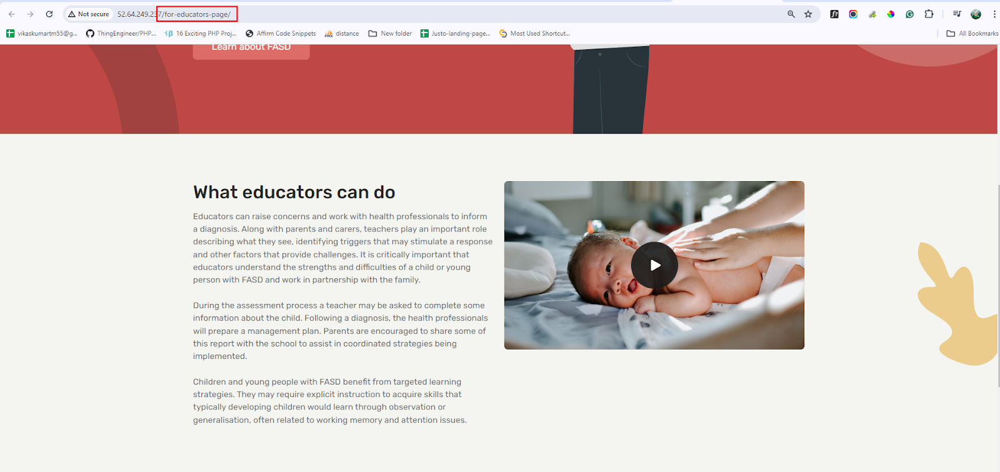 Not secure 52.64.249.237/for-educators-page/
vikaskumartm55@g... ThingEngineer/PHP... iβ 16 Exciting PHP Proj... Affirm Code Snippets distance New folder Justo-landing-page... Most Used Shortcut... All Bookmarks
Learn about FASD
What educators can do
Educators can raise concerns and work with health professionals to inform
a diagnosis. Along with parents and carers, teachers play an important role
describing what they see, identifying triggers that may stimulate a response
and other factors that provide challenges. It is critically important that
educators understand the strengths and difficulties of a child or young
person with FASD and work in partnership with the family.
During the assessment process a teacher may be asked to complete some
information about the child. Following a diagnosis, the health professionals
will prepare a management plan. Parents are encouraged to share some of
this report with the school to assist in coordinated strategies being
implemented.
Children and young people with FASD benefit from targeted learning
strategies. They may require explicit instruction to acquire skills that
typically developing children would learn through observation or
generalisation, often related to working memory and attention issues.